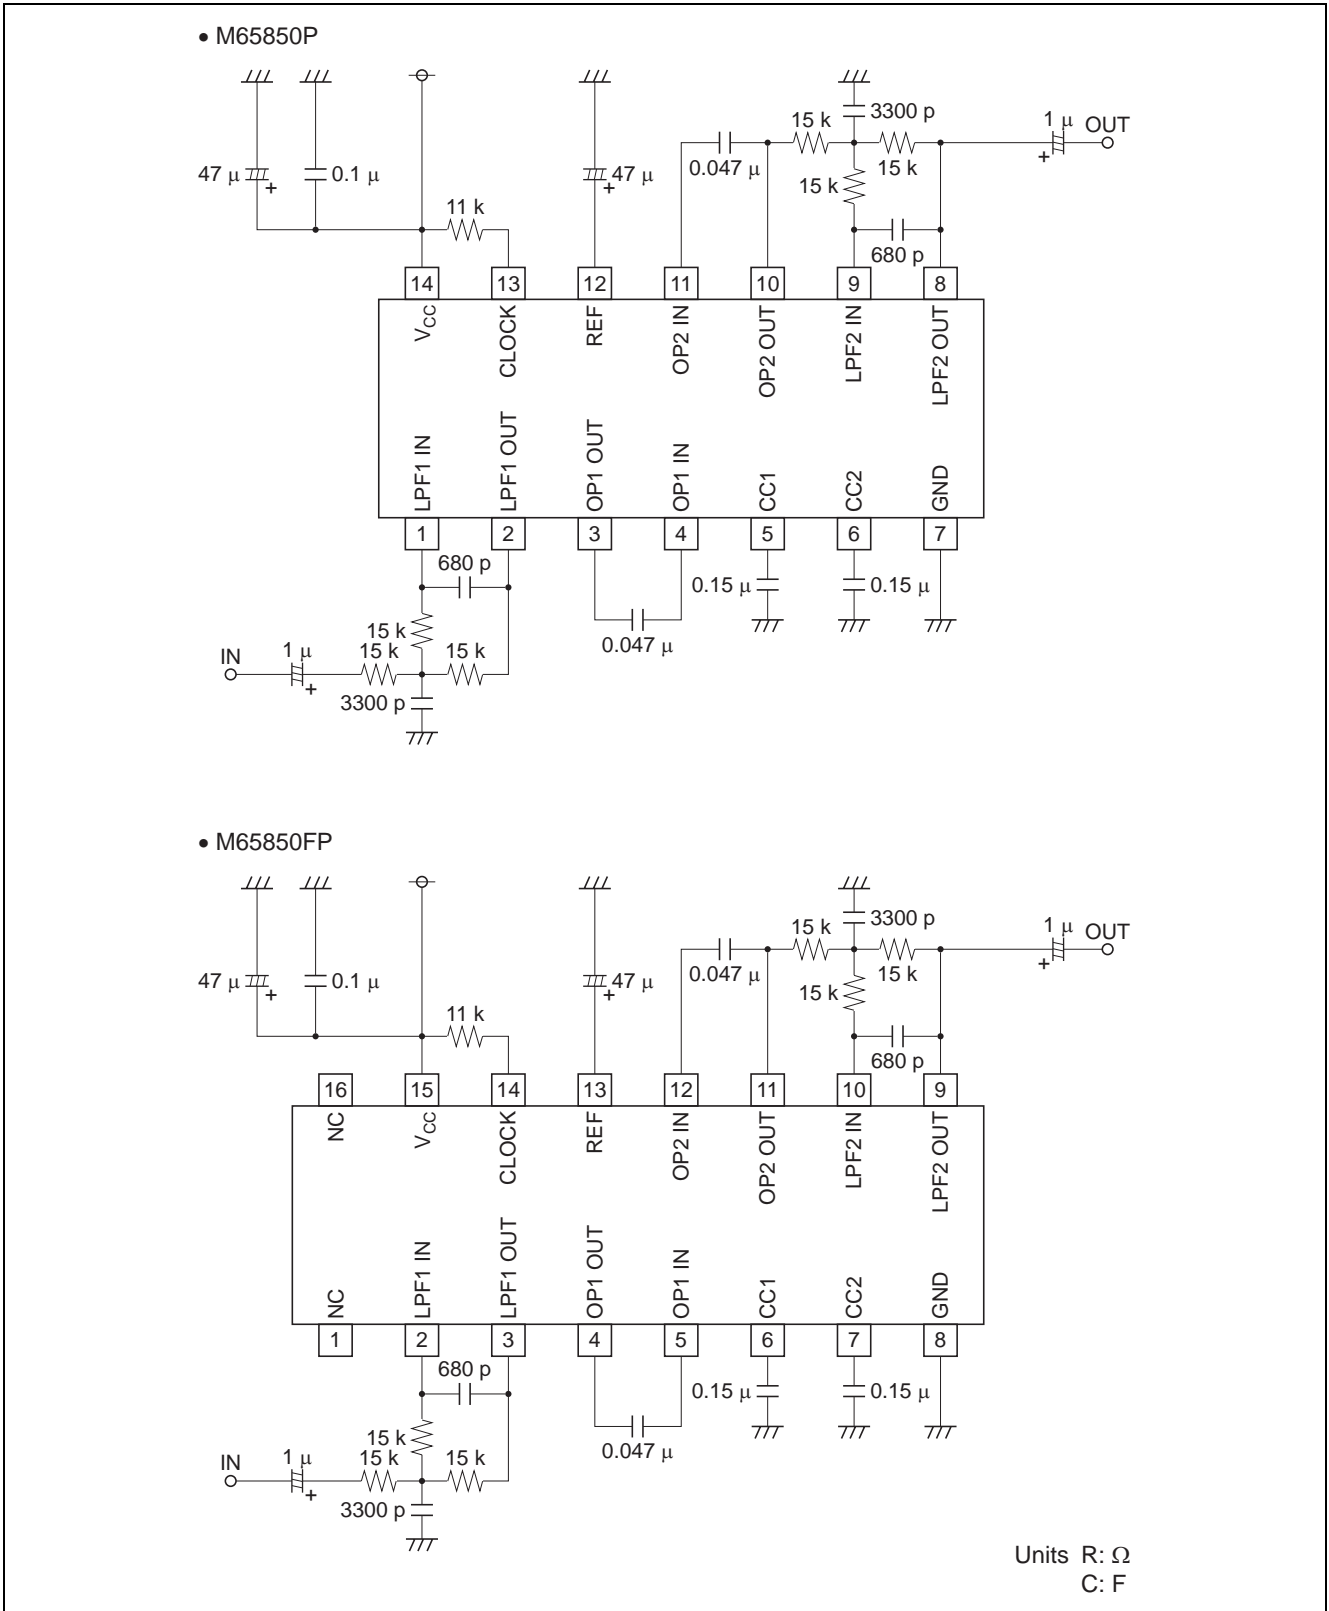 • M65850P
1 μ
OUT
3300 p
15 k
0.047 μ
15 k
15 k
47 μ
+
0.1 μ
47 μ
+
+
11 k
680 p
14
13
12
11
10
9
8
VCC
CLOCK
REF
OP2 IN
OP2 OUT
LPF2 IN
LPF2 OUT
LPF1 IN
LPF1 OUT
OP1 OUT
OP1 IN
CC1
CC2
GND
1
2
3
4
5
6
7
680 p
0.15 μ
0.15 μ
15 k
0.047 μ
IN
1 μ
+
15 k
15 k
3300 p
• M65850FP
1 μ
OUT
3300 p
15 k
0.047 μ
15 k
15 k
47 μ
+
0.1 μ
47 μ
+
+
11 k
680 p
16
15
14
13
12
11
10
9
NC
VCC
CLOCK
REF
OP2 IN
OP2 OUT
LPF2 IN
LPF2 OUT
NC
LPF1 IN
LPF1 OUT
OP1 OUT
OP1 IN
CC1
CC2
GND
1
2
3
4
5
6
7
8
680 p
0.15 μ
0.15 μ
15 k
0.047 μ
IN
1 μ
+
15 k
15 k
3300 p
Units R: Ω
C: F